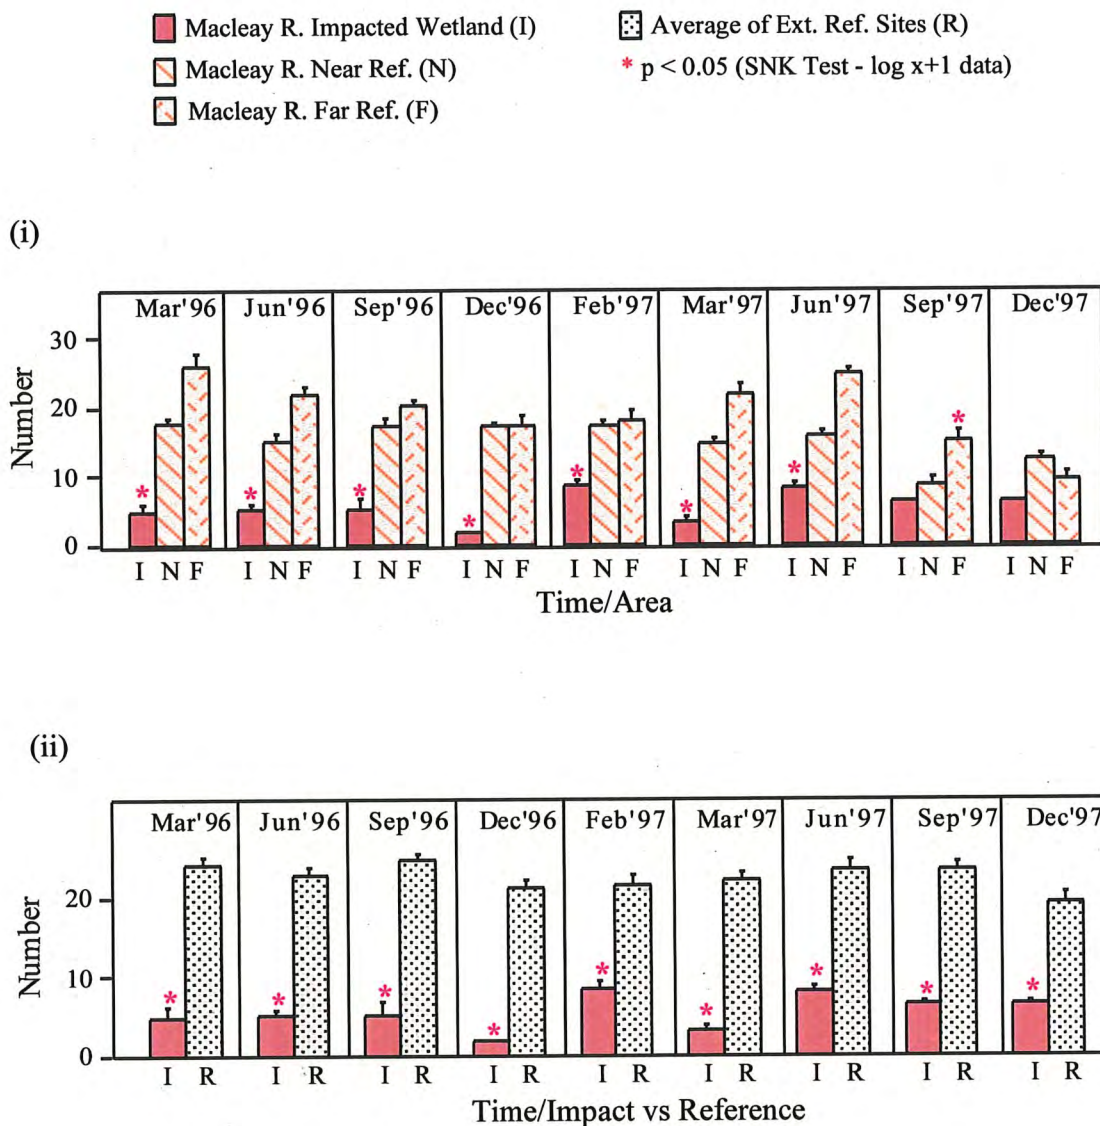 Macleay R. Impacted Wetland (I)
Macleay R. Near Ref. (N)
Macleay R. Far Ref. (F)
Average of Ext. Ref. Sites (R)
* p < 0.05 (SNK Test - log x+1 data)
(i)
Mar'96 Jun'96 Sep'96 Dec'96 Feb'97 Mar'97 Jun'97 Sep'97 Dec'97
Number
30
20
10
0
* * * * * * * *
I N F I N F I N F I N F I N F I N F I N F I N F I N F
Time/Area
(ii)
Mar'96 Jun'96 Sep'96 Dec'96 Feb'97 Mar'97 Jun'97 Sep'97 Dec'97
Number
20
10
0
* * * * * * * * *
I R I R I R I R I R I R I R I R I R
Time/Impact vs Reference